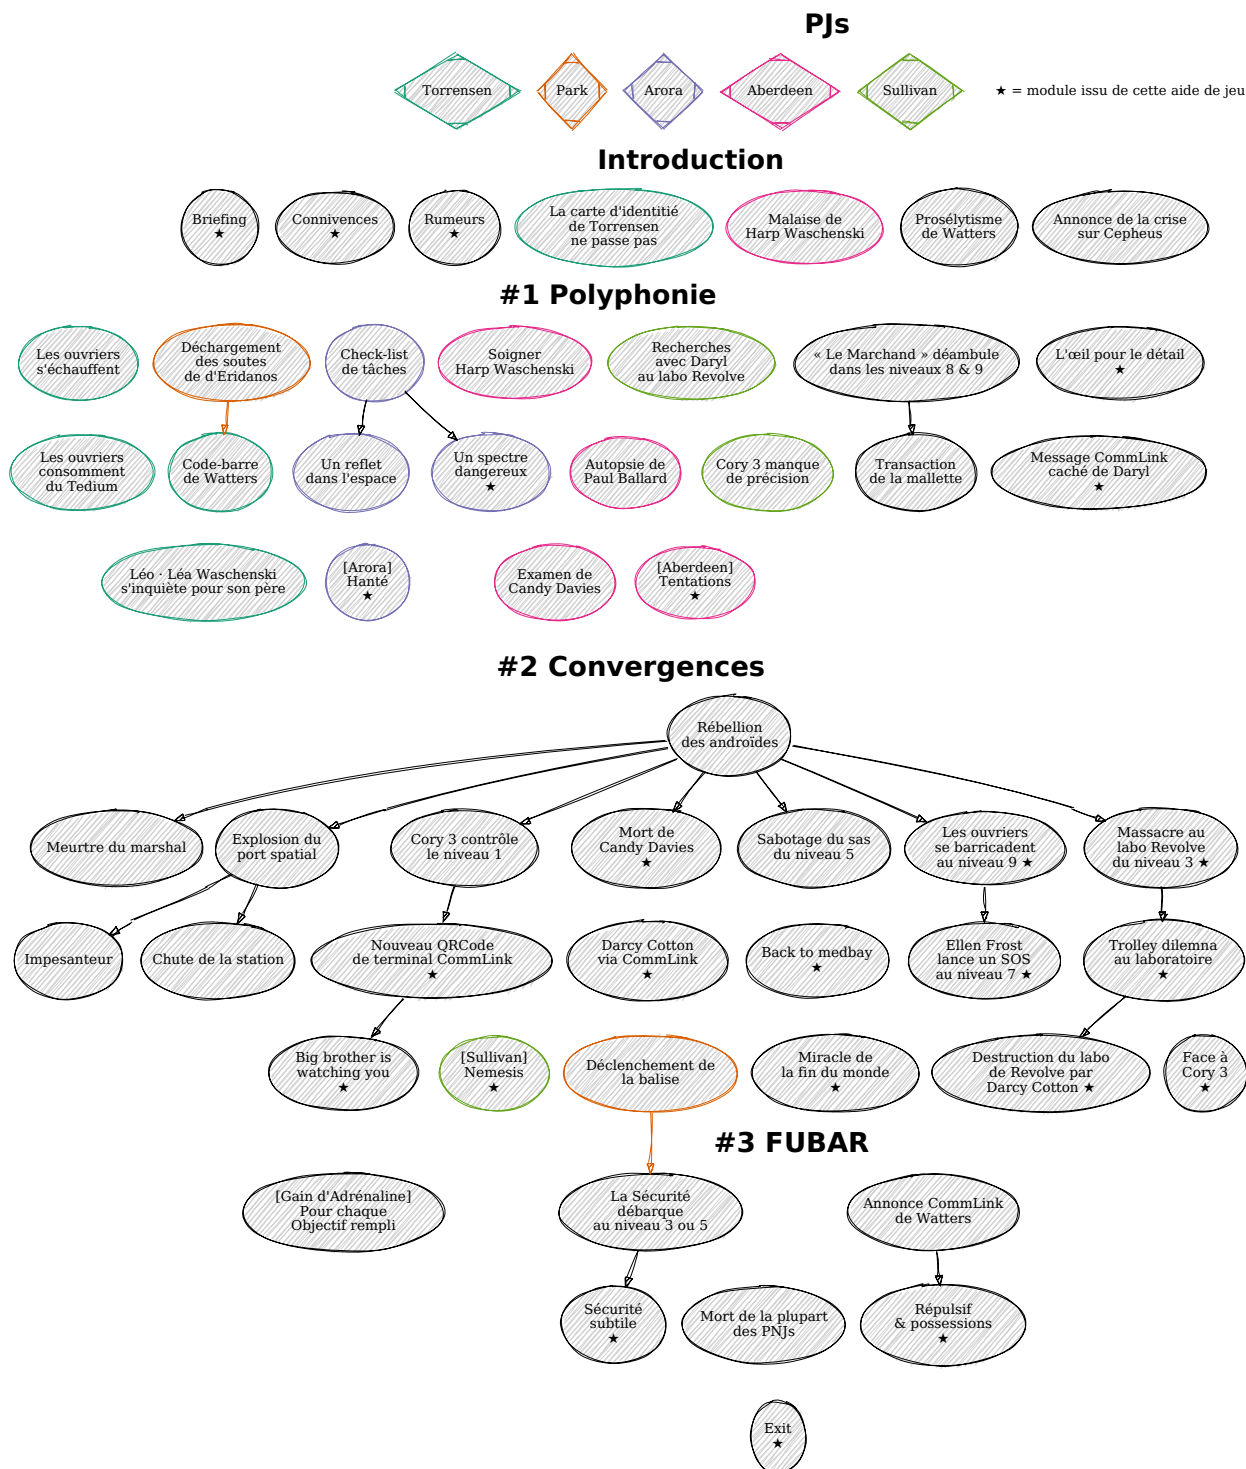 PJs
Torrensen
Park
Arora
Aberdeen
Sullivan
★ = module issu de cette aide de jeu
Introduction
Briefing
★
Connivences
★
Rumeurs
★
La carte d'identitié
de Torrensen
ne passe pas
Malaise de
Harp Waschenski
Prosélytisme
de Watters
Annonce de la crise
sur Cepheus
#1 Polyphonie
Les ouvriers
s'échauffent
Déchargement
des soutes
de d'Eridanos
Check-list
de tâches
Soigner
Harp Waschenski
Recherches
avec Daryl
au labo Revolve
« Le Marchand » déambule
dans les niveaux 8 & 9
L'œil pour le détail
★
Les ouvriers
consomment
du Tedium
Code-barre
de Watters
Un reflet
dans l'espace
Un spectre
dangereux
★
Autopsie de
Paul Ballard
Cory 3 manque
de précision
Transaction
de la mallette
Message CommLink
caché de Daryl
★
Léo · Léa Waschenski
s'inquiète pour son père
[Arora]
Hanté
★
Examen de
Candy Davies
[Aberdeen]
Tentations
★
#2 Convergences
Rébellion
des androïdes
Meurtre du marshal
Explosion du
port spatial
Cory 3 contrôle
le niveau 1
Mort de
Candy Davies
★
Sabotage du sas
du niveau 5
Les ouvriers
se barricadent
au niveau 9 ★
Massacre au
labo Revolve
du niveau 3 ★
Impesanteur
Chute de la station
Nouveau QRCode
de terminal CommLink
★
Darcy Cotton
via CommLink
★
Back to medbay
★
Ellen Frost
lance un SOS
au niveau 7 ★
Trolley dilemna
au laboratoire
★
Big brother is
watching you
★
[Sullivan]
Nemesis
★
Déclenchement de
la balise
Miracle de
la fin du monde
★
Destruction du labo
de Revolve par
Darcy Cotton ★
Face à
Cory 3
★
#3 FUBAR
[Gain d'Adrénaline]
Pour chaque
Objectif rempli
La Sécurité
débarque
au niveau 3 ou 5
Annonce CommLink
de Watters
Sécurité
subtile
★
Mort de la plupart
des PNJs
Répulsif
& possessions
★
Exit
★